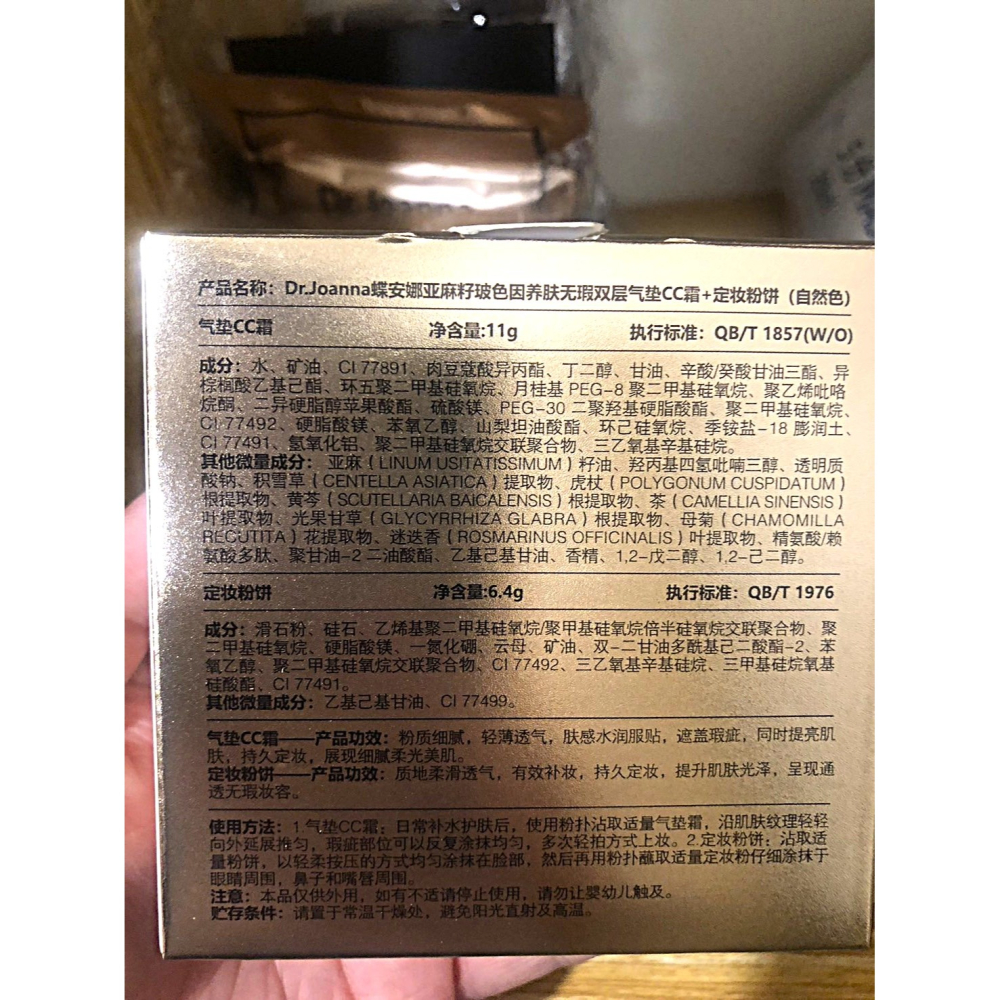 产品名称：Dr.Joanna蝶安娜亚麻籽玻色因养肤无瑕双层气垫CC霜+定妆粉饼（自然色）
气垫CC霜 净含量:11g 执行标准：QB/T 1857(W/O)
成分：水、矿油、CI 77891、肉豆蔻酸异丙酯、丁二醇、甘油、辛酸/癸酸甘油三酯、异
棕榈酸乙基己酯、环五聚二甲基硅氧烷、月桂基 PEG-8 聚二甲基硅氧烷、聚乙烯吡咯
烷酮、二异硬脂醇苹果酸酯、硫酸镁、PEG-30 二聚羟基硬脂酸酯、聚二甲基硅氧烷、
CI 77492、硬脂酸镁、苯氧乙醇、山梨坦油酸酯、环己硅氧烷、季铵盐-18 膨润土、
CI 77491、氢氧化铝、聚二甲基硅氧烷交联聚合物、三乙氧基辛基硅烷。
其他微量成分：亚麻（LINUM USITATISSIMUM）籽油、羟丙基四氢吡喃三醇、透明质
酸钠、积雪草（CENTELLA ASIATICA）提取物、虎杖（POLYGONUM CUSPIDATUM）
根提取物、黄芩（SCUTELLARIA BAICALENSIS）根提取物、茶（CAMELLIA SINENSIS）
叶提取物、光果甘草（GLYCYRRHIZA GLABRA）根提取物、母菊（CHAMOMILLA
RECUTITA）花提取物、迷迭香（ROSMARINUS OFFICINALIS）叶提取物、精氨酸/赖
氨酸多肽、聚甘油-2 二油酸酯、乙基己基甘油、香精、1,2-戊二醇、1,2-己二醇。
定妆粉饼 净含量:6.4g 执行标准：QB/T 1976
成分：滑石粉、硅石、乙烯基聚二甲基硅氧烷/聚甲基硅氧烷倍半硅氧烷交联聚合物、聚
二甲基硅氧烷、硬脂酸镁、一氮化硼、云母、矿油、双-二甘油多酰基己二酸酯-2、苯
氧乙醇、聚二甲基硅氧烷交联聚合物、CI 77492、三乙氧基辛基硅烷、三甲基硅烷氧基
硅酸酯、CI 77491。
其他微量成分：乙基己基甘油、CI 77499。
气垫CC霜——产品功效：粉质细腻，轻薄透气，肤感水润服贴，遮盖瑕疵，同时提亮肌
肤，持久定妆，展现细腻柔光美肌。
定妆粉饼——产品功效：质地柔滑透气，有效补妆，持久定妆，提升肌肤光泽，呈现通
透无瑕妆容。
使用方法：1.气垫CC霜：日常补水护肤后，使用粉扑沾取适量气垫霜，沿肌肤纹理轻轻
向外延展推匀，瑕疵部位可以反复涂抹均匀，多次轻拍方式上妆。2.定妆粉饼：沾取适
量粉饼，以轻柔按压的方式均匀涂抹在脸部，然后再用粉扑蘸取适量定妆粉仔细涂抹于
眼睛周围，鼻子和嘴唇周围。
注意：本品仅供外用，如有不适请停止使用，请勿让婴幼儿触及。
贮存条件：请置于常温干燥处，避免阳光直射及高温。